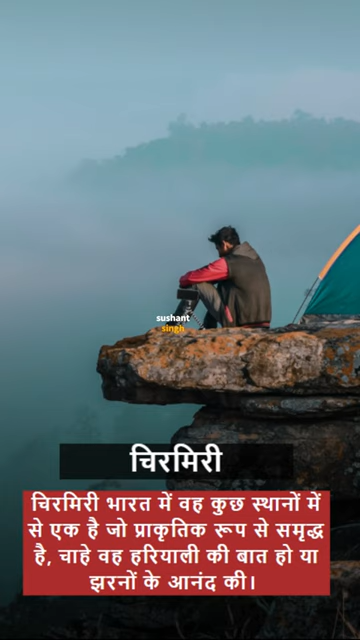 sushant
singh
चिरमिरी
चिरमिरी भारत में वह कुछ स्थानों में
से एक है जो प्राकृतिक रूप से समृद्ध
है, चाहे वह हरियाली की बात हो या
झरनों के आनंद की।